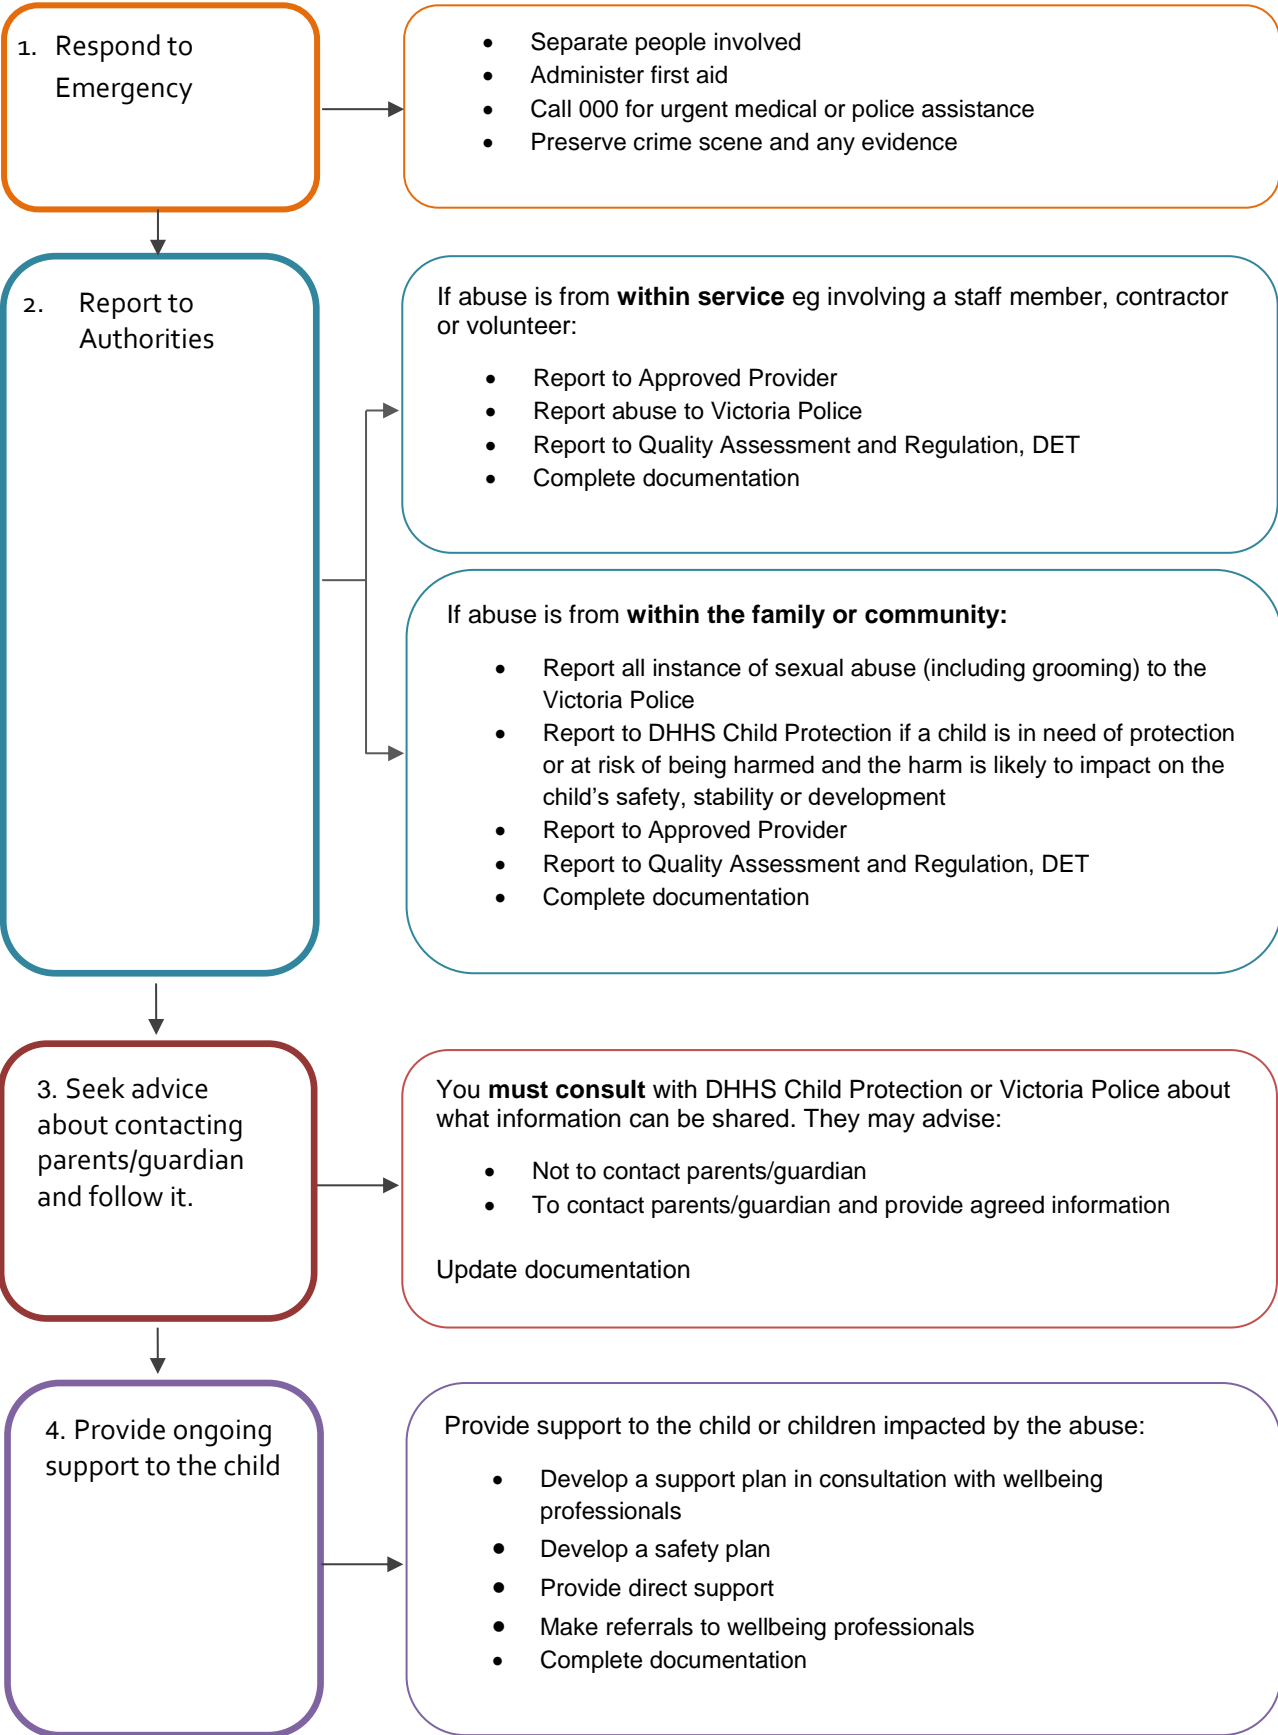 1. Respond to
Emergency
• Separate people involved
• Administer first aid
• Call 000 for urgent medical or police assistance
• Preserve crime scene and any evidence
2. Report to
Authorities
If abuse is from within service eg involving a staff member, contractor
or volunteer:
• Report to Approved Provider
• Report abuse to Victoria Police
• Report to Quality Assessment and Regulation, DET
• Complete documentation
If abuse is from within the family or community:
• Report all instance of sexual abuse (including grooming) to the
Victoria Police
• Report to DHHS Child Protection if a child is in need of protection
or at risk of being harmed and the harm is likely to impact on the
child’s safety, stability or development
• Report to Approved Provider
• Report to Quality Assessment and Regulation, DET
• Complete documentation
3. Seek advice
about contacting
parents/guardian
and follow it.
You must consult with DHHS Child Protection or Victoria Police about
what information can be shared. They may advise:
• Not to contact parents/guardian
• To contact parents/guardian and provide agreed information
Update documentation
4. Provide ongoing
support to the child
Provide support to the child or children impacted by the abuse:
• Develop a support plan in consultation with wellbeing
professionals
• Develop a safety plan
• Provide direct support
• Make referrals to wellbeing professionals
• Complete documentation